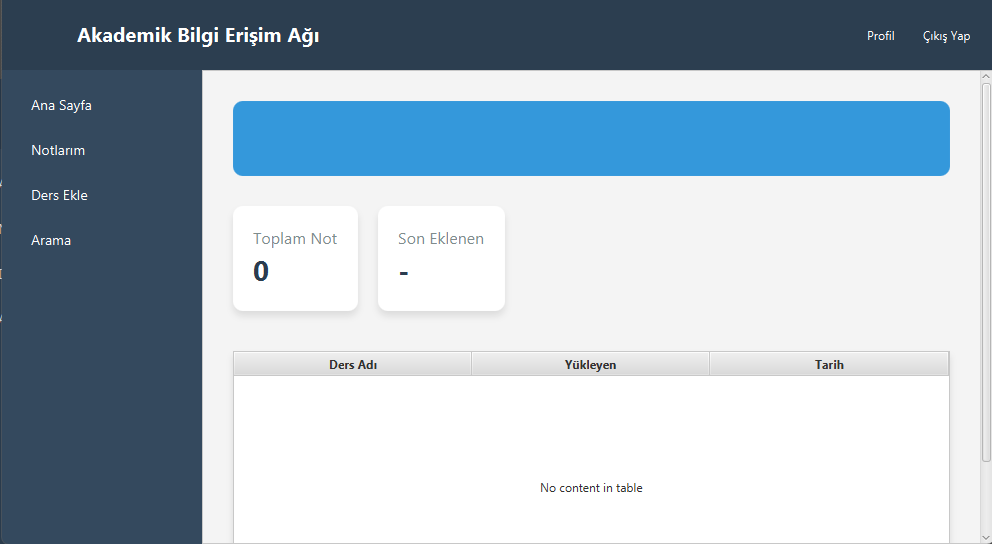 Akademik Bilgi Erişim Ağı
Profil
Çıkış Yap
Ana Sayfa
Notlarım
Ders Ekle
Arama
Toplam Not
0
Son Eklenen
-
Ders Adı
Yükleyen
Tarih
No content in table